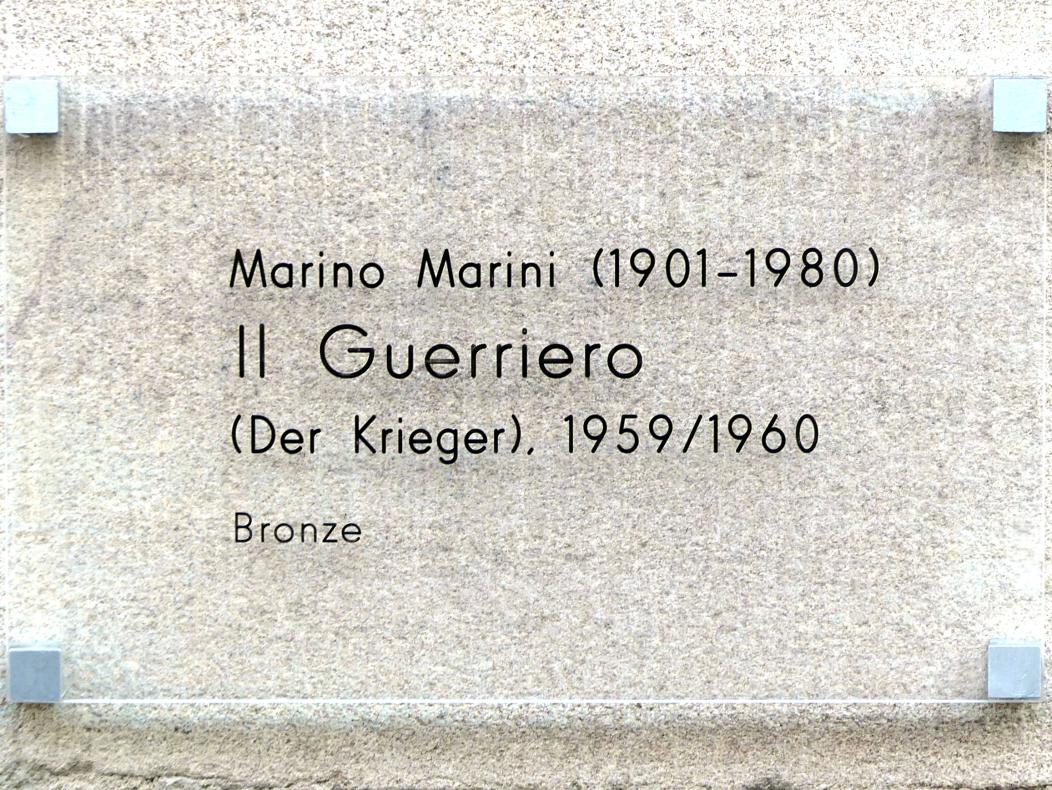 Marino Marini (1901-1980)
Il Guerriero
(Der Krieger), 1959/1960
Bronze